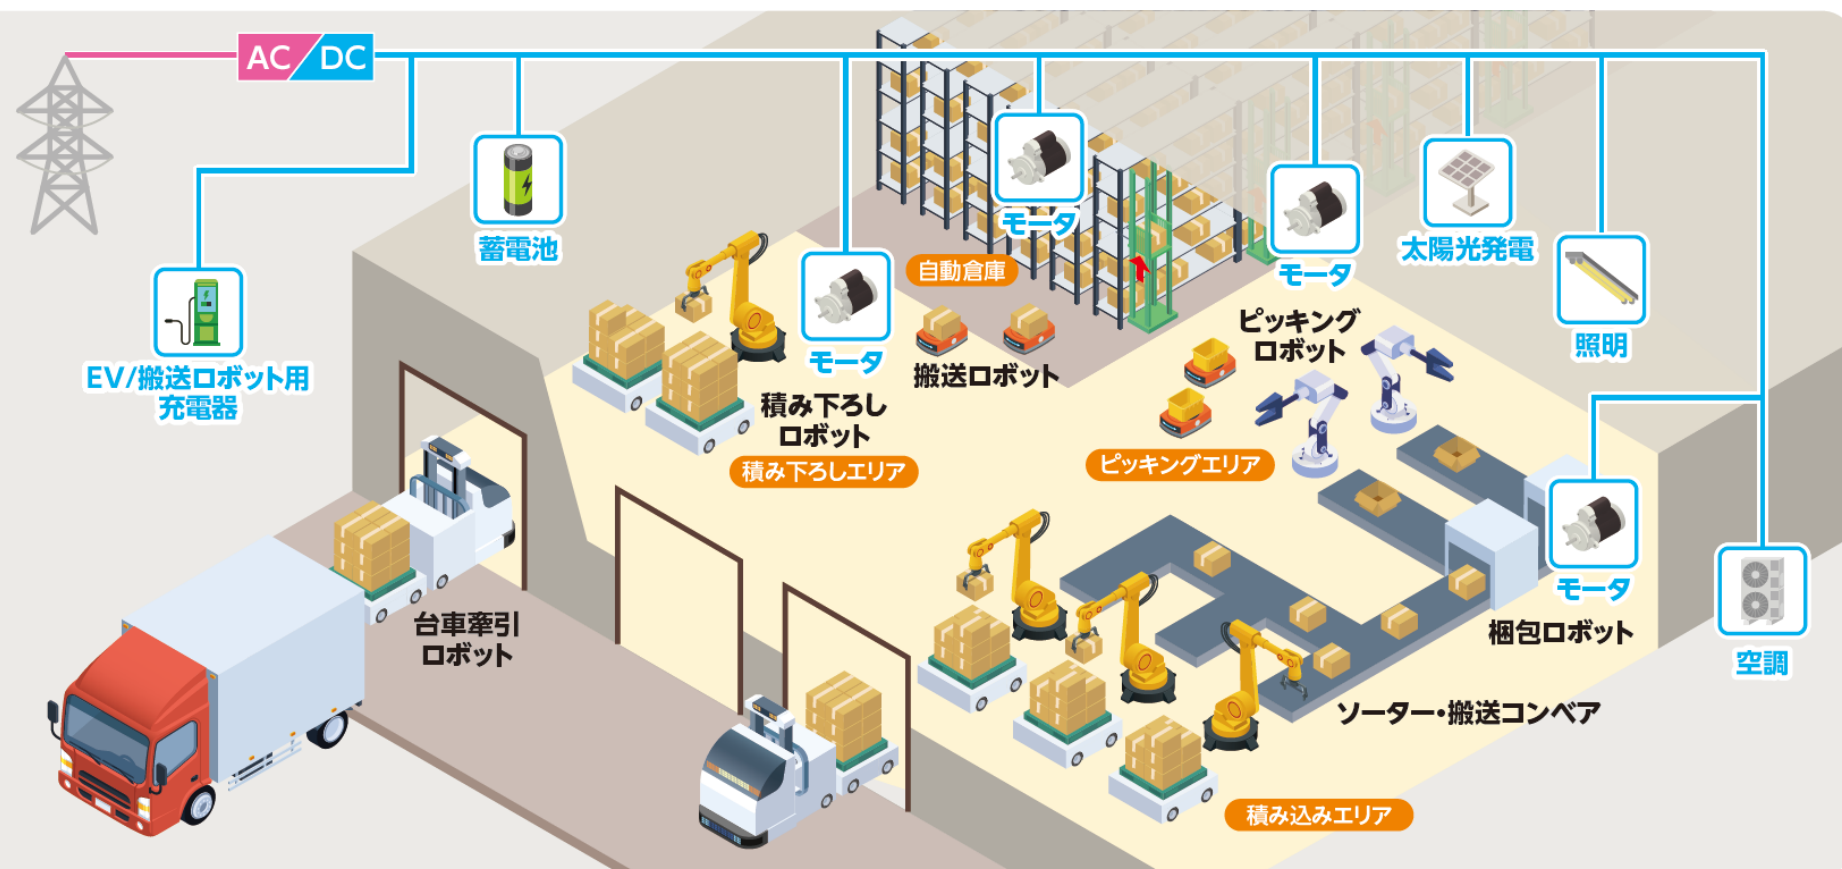 AC/DC
蓄電池
EV/搬送ロボット用
充電器
モータ
モータ
モータ
太陽光発電
照明
自動倉庫
搬送ロボット
ピッキング
ロボット
積み下ろし
ロボット
積み下ろしエリア
ピッキングエリア
モータ
梱包ロボット
空調
台車牽引
ロボット
ソーター・搬送コンベア
積み込みエリア